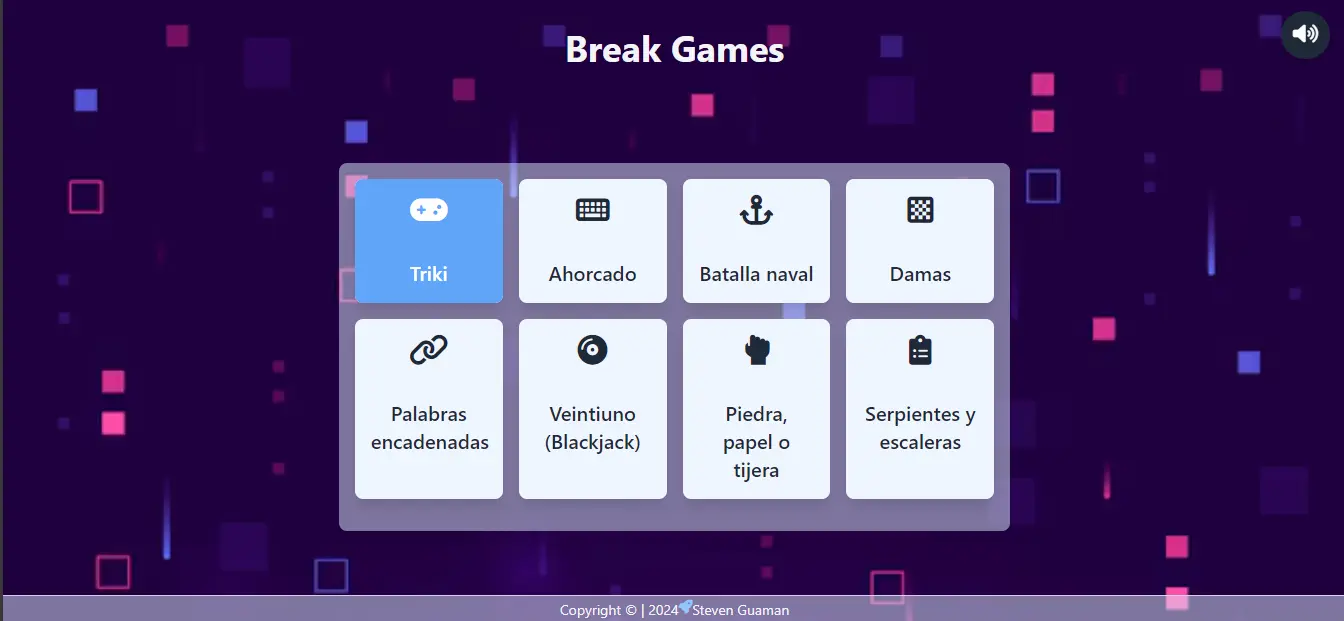 Break Games
Triki
Ahorcado
Batalla naval
Damas
Palabras
encadenadas
Veintiuno
(Blackjack)
Piedra,
papel o
tijera
Serpientes y
escaleras
Copyright © | 2024 Steven Guaman